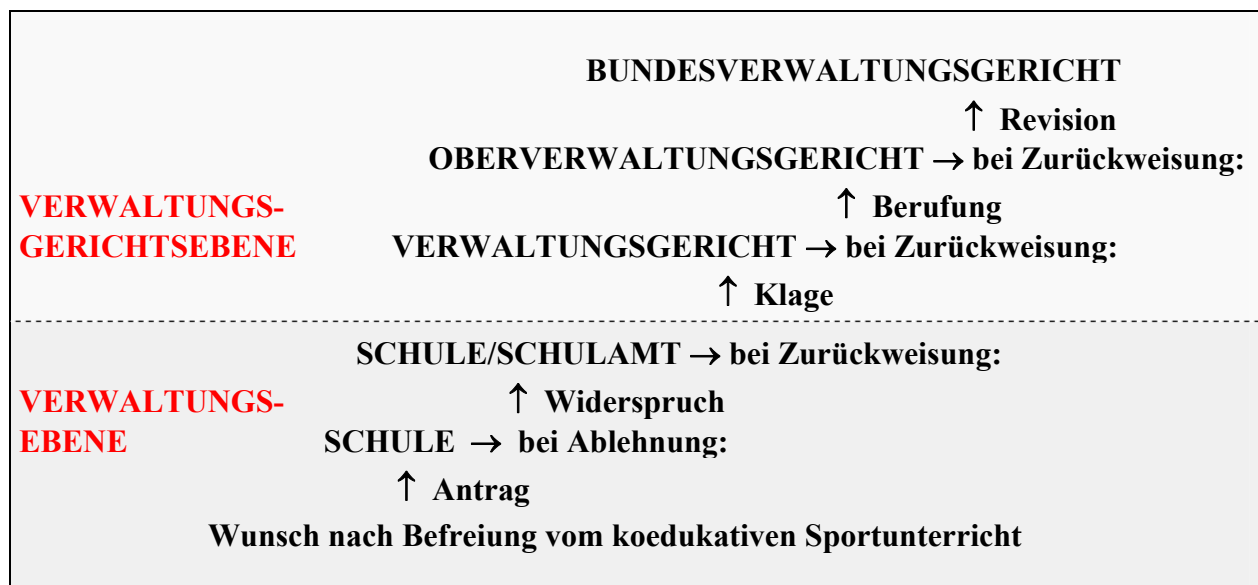 BUNDESVERWALTUNGSGERICHT
↑ Revision
OBERVERWALTUNGSGERICHT → bei Zurückweisung:
VERWALTUNGS- ↑ Berufung
GERICHTSEBENE VERWALTUNGSGERICHT → bei Zurückweisung:
↑ Klage
SCHULE/SCHULAMT → bei Zurückweisung:
VERWALTUNGS- ↑ Widerspruch
EBENE SCHULE → bei Ablehnung:
↑ Antrag
Wunsch nach Befreiung vom koedukativen Sportunterricht